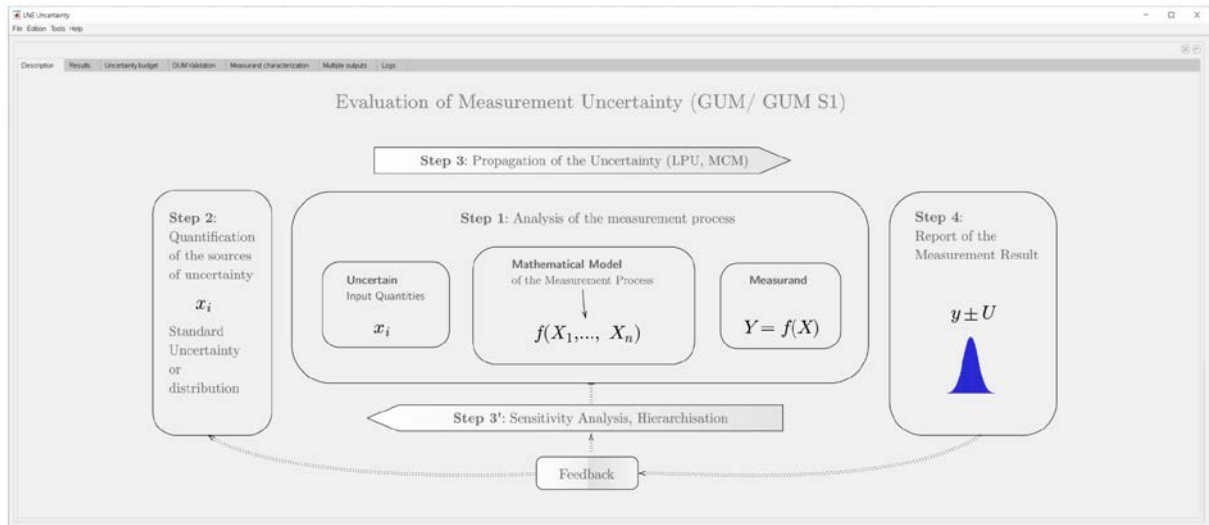 LNE Uncertainty
File Edition Tools Help
Description Results Uncertainty budget GUM Validation Measurand characterization Multiple outputs Logs
Evaluation of Measurement Uncertainty (GUM/ GUM S1)
Step 3: Propagation of the Uncertainty (LPU, MCM)
Step 2:
Quantification
of the sources
of uncertainty
x_i
Standard
Uncertainty
or
distribution
Step 1: Analysis of the measurement process
Uncertain
Input Quantities
x_i
Mathematical Model
of the Measurement Process
f(X_1,..., X_n)
Measurand
Y = f(X)
Step 4:
Report of the
Measurement Result
y ± U
Step 3': Sensitivity Analysis, Hierarchisation
Feedback